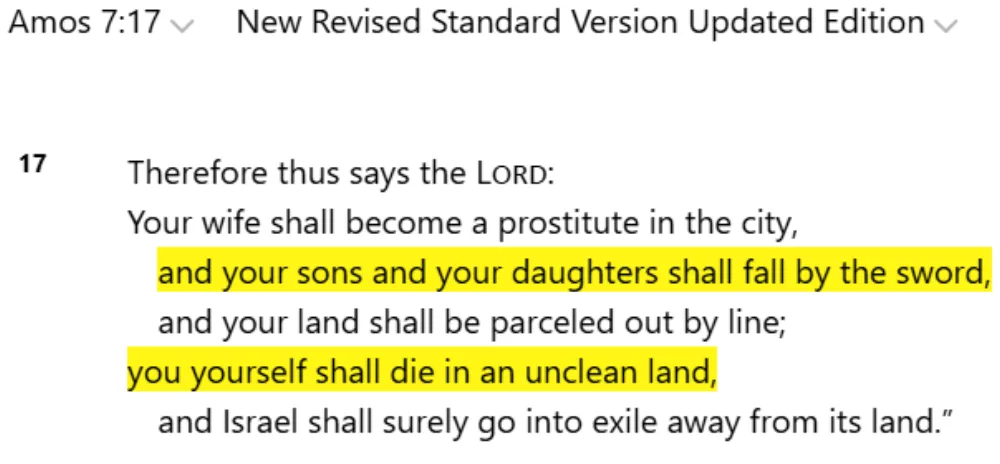 Amos 7:17 New Revised Standard Version Updated Edition
17 Therefore thus says the LORD:
Your wife shall become a prostitute in the city,
and your sons and your daughters shall fall by the sword,
and your land shall be parceled out by line;
you yourself shall die in an unclean land,
and Israel shall surely go into exile away from its land.”